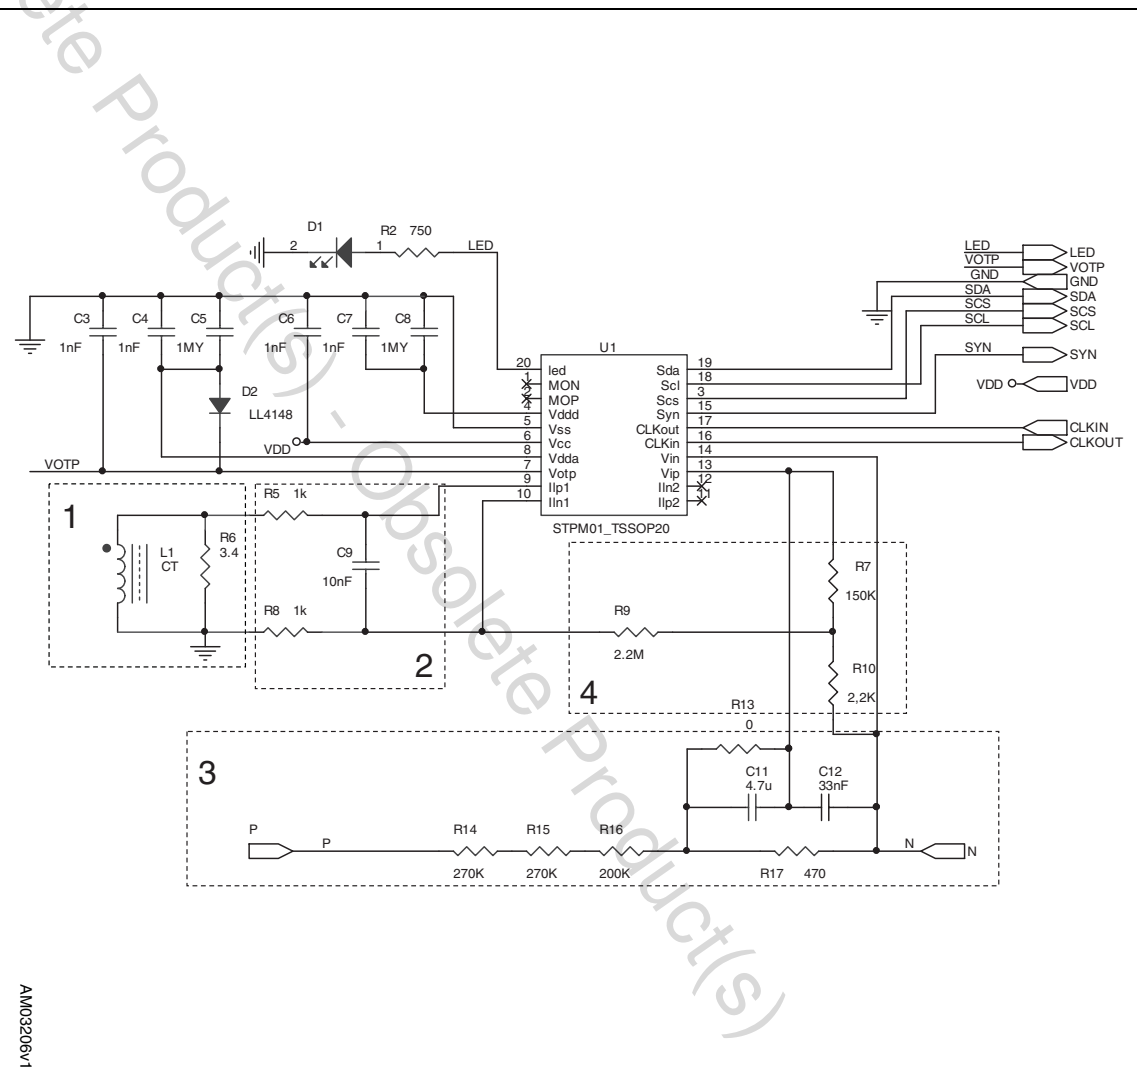 Obsolete Product(s) - Obsolete Product(s)
D1
R2 750
2
1
LED
LED
LED
VOTP
VOTP
GND
GND
SDA
SDA
SCS
SCS
SCL
SCL
SYN
SYN
VDD
VDD
CLKIN
CLKOUT
C3
C4
C5
C6
C7
C8
1nF
1nF
1MY
1nF
1nF
1MY
D2
LL4148
VDD
VOTP
U1
20 led
1 MON
2 MOP
4 Vddd
5 Vss
6 Vcc
8 Vdda
7 Votp
9 IIp1
10 IIn1
Sda 19
Scl 18
Scs 3
Syn 15
CLKout 17
CLKin 16
Vin 14
Vip 13
IIn2 12
IIp2 11
STPM01_TSSOP20
1
L1
CT
R6
3.4
R5 1k
C9
10nF
R8 1k
2
R9
2.2M
R7
150K
R10
2,2K
4
3
R13
0
C11
4.7u
C12
33nF
P
P
R14
270K
R15
270K
R16
200K
R17 470
N
N
AM03206v1